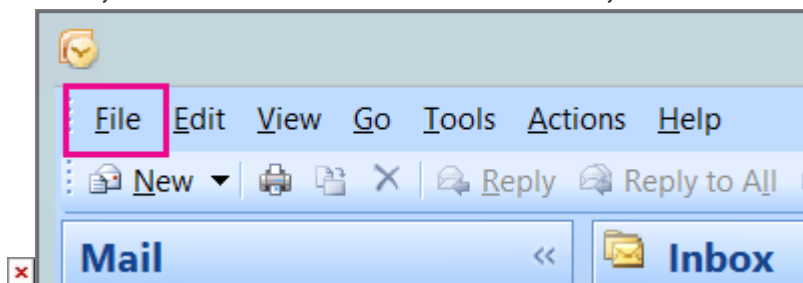 File Edit View Go Tools Actions Help
New Reply Reply to All
Mail « Inbox